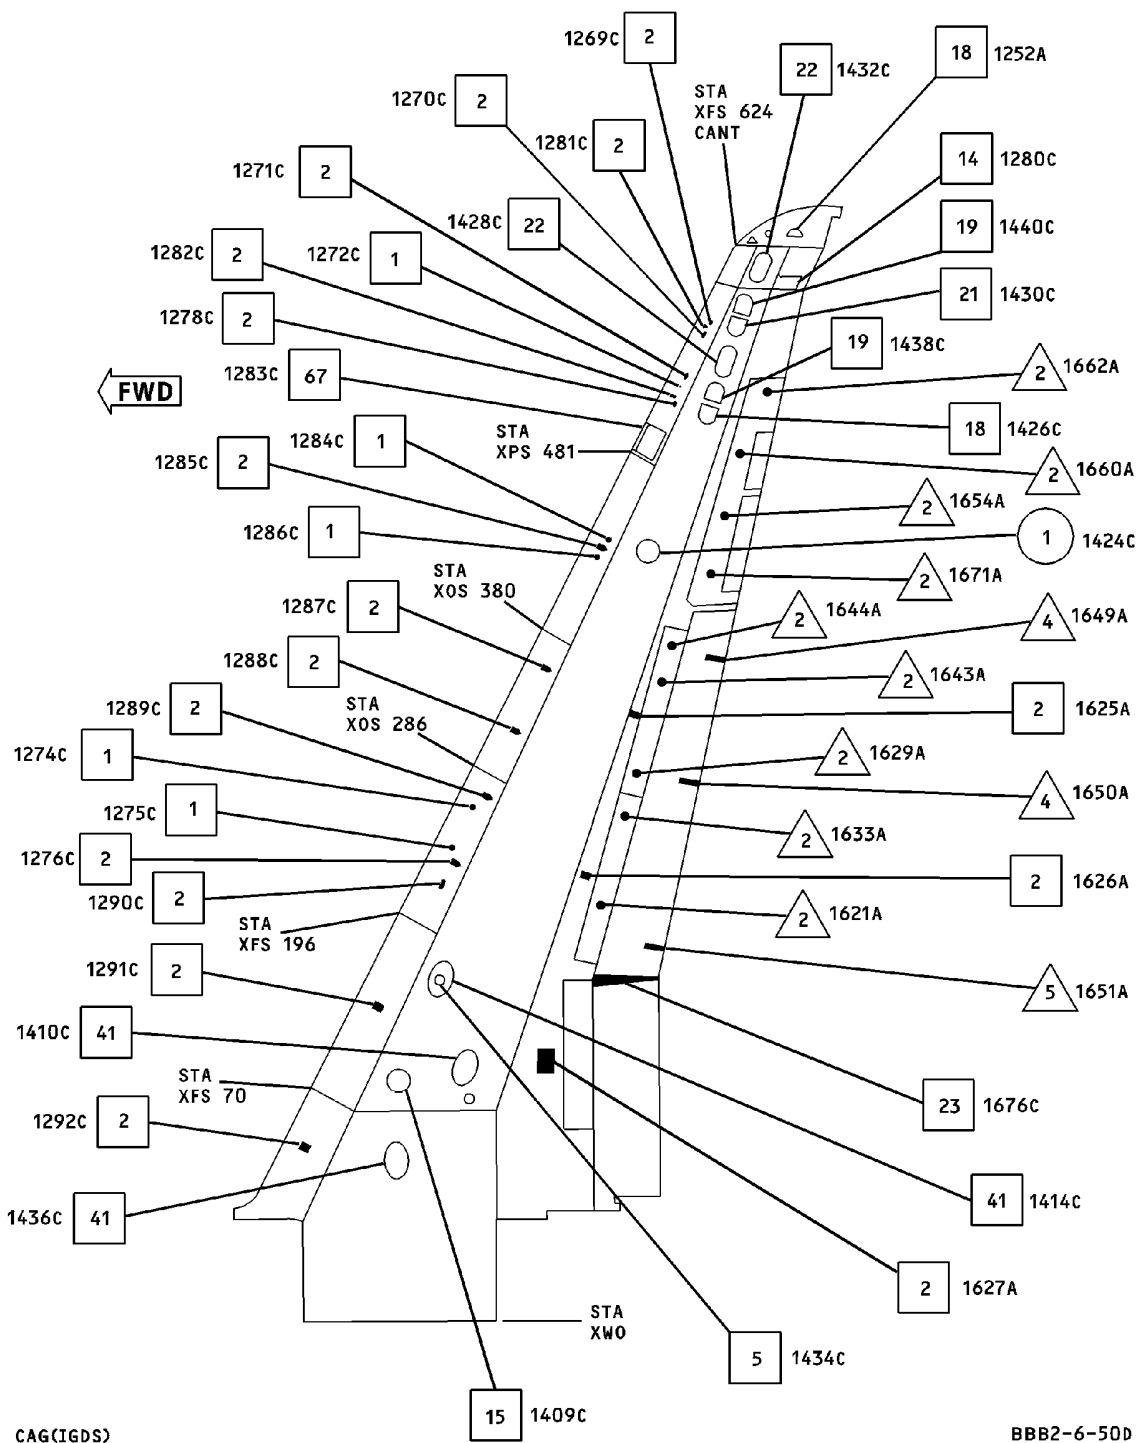 1269C 2
22 1432C
18 1252A
1270C 2
STA
XFS 624
CANT
1281C 2
14 1280C
1271C 2
1428C 22
19 1440C
1282C 2
1272C 1
21 1430C
1278C 2
19 1438C
2 1662A
1283C 67
FWD
18 1426C
1284C 1
STA
XPS 481
1285C 2
2 1660A
2 1654A
1286C 1
1 1424C
STA
XOS 380
2 1671A
1287C 2
2 1644A
4 1649A
1288C 2
2 1643A
1289C 2
STA
XOS 286
2 1625A
1274C 1
2 1629A
4 1650A
1275C 1
2 1633A
1276C 2
2 1626A
1290C 2
2 1621A
STA
XFS 196
1291C 2
5 1651A
1410C 41
STA
XFS 70
23 1676C
1292C 2
41 1414C
1436C 41
2 1627A
STA
XWO
5 1434C
15 1409C
CAG(IGDS)
BBB2-6-50D